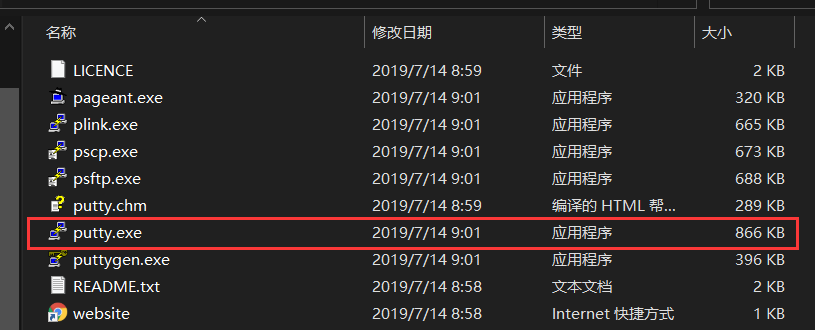 名称 修改日期 类型 大小
LICENCE 2019/7/14 8:59 文件 2 KB
pageant.exe 2019/7/14 9:01 应用程序 320 KB
plink.exe 2019/7/14 9:01 应用程序 665 KB
pscp.exe 2019/7/14 9:01 应用程序 673 KB
psftp.exe 2019/7/14 9:01 应用程序 688 KB
putty.chm 2019/7/14 8:59 编译的 HTML 帮... 289 KB
putty.exe 2019/7/14 9:01 应用程序 866 KB
puttygen.exe 2019/7/14 9:01 应用程序 396 KB
README.txt 2019/7/14 8:58 文本文档 2 KB
website 2019/7/14 8:58 Internet 快捷方式 1 KB